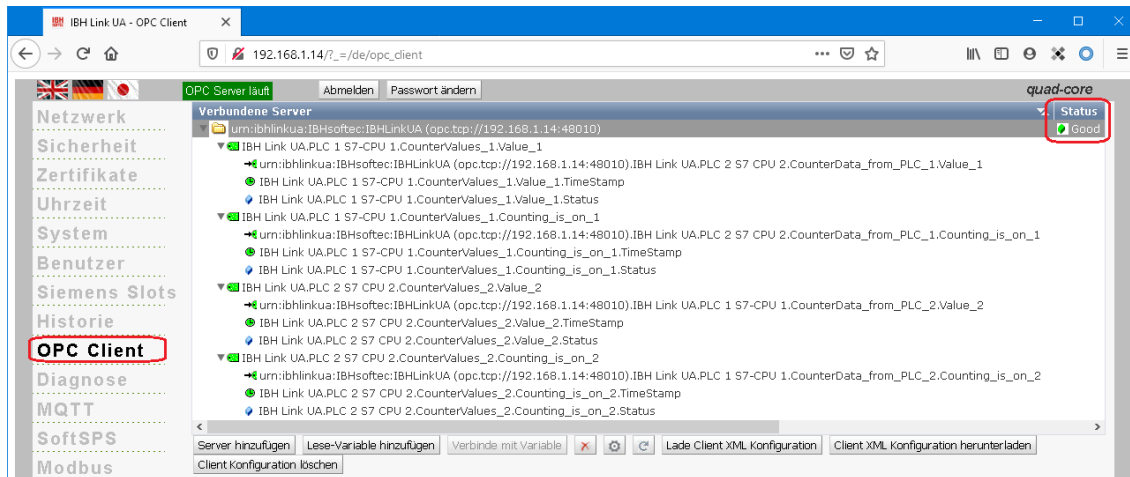 IBH Link UA - OPC Client
192.168.1.14/?_=/de/opc_client
OPC Server läuft Abmelden Passwort ändern quad-core
Netzwerk
Sicherheit
Zertifikate
Uhrzeit
System
Benutzer
Siemens Slots
Historie
OPC Client
Diagnose
MQTT
SoftSPS
Modbus
Verbundene Server Status
urn:ibhlinkua:IBHsoftec:IBHLinkUA (opc.tcp://192.168.1.14:48010) Good
IBH Link UA.PLC 1 S7-CPU 1.CounterValues_1.Value_1
urn:ibhlinkua:IBHsoftec:IBHLinkUA (opc.tcp://192.168.1.14:48010).IBH Link UA.PLC 2 S7 CPU 2.CounterData_from_PLC_1.Value_1
IBH Link UA.PLC 1 S7-CPU 1.CounterValues_1.Value_1.TimeStamp
IBH Link UA.PLC 1 S7-CPU 1.CounterValues_1.Value_1.Status
IBH Link UA.PLC 1 S7-CPU 1.CounterValues_1.Counting_is_on_1
urn:ibhlinkua:IBHsoftec:IBHLinkUA (opc.tcp://192.168.1.14:48010).IBH Link UA.PLC 2 S7 CPU 2.CounterData_from_PLC_1.Counting_is_on_1
IBH Link UA.PLC 1 S7-CPU 1.CounterValues_1.Counting_is_on_1.TimeStamp
IBH Link UA.PLC 1 S7-CPU 1.CounterValues_1.Counting_is_on_1.Status
IBH Link UA.PLC 2 S7 CPU 2.CounterValues_2.Value_2
urn:ibhlinkua:IBHsoftec:IBHLinkUA (opc.tcp://192.168.1.14:48010).IBH Link UA.PLC 1 S7-CPU 1.CounterData_from_PLC_2.Value_2
IBH Link UA.PLC 2 S7 CPU 2.CounterValues_2.Value_2.TimeStamp
IBH Link UA.PLC 2 S7 CPU 2.CounterValues_2.Value_2.Status
IBH Link UA.PLC 2 S7 CPU 2.CounterValues_2.Counting_is_on_2
urn:ibhlinkua:IBHsoftec:IBHLinkUA (opc.tcp://192.168.1.14:48010).IBH Link UA.PLC 1 S7-CPU 1.CounterData_from_PLC_2.Counting_is_on_2
IBH Link UA.PLC 2 S7 CPU 2.CounterValues_2.Counting_is_on_2.TimeStamp
IBH Link UA.PLC 2 S7 CPU 2.CounterValues_2.Counting_is_on_2.Status
Server hinzufügen Lese-Variable hinzufügen Verbinde mit Variable Lade Client XML Konfiguration Client XML Konfiguration herunterladen
Client Konfiguration löschen